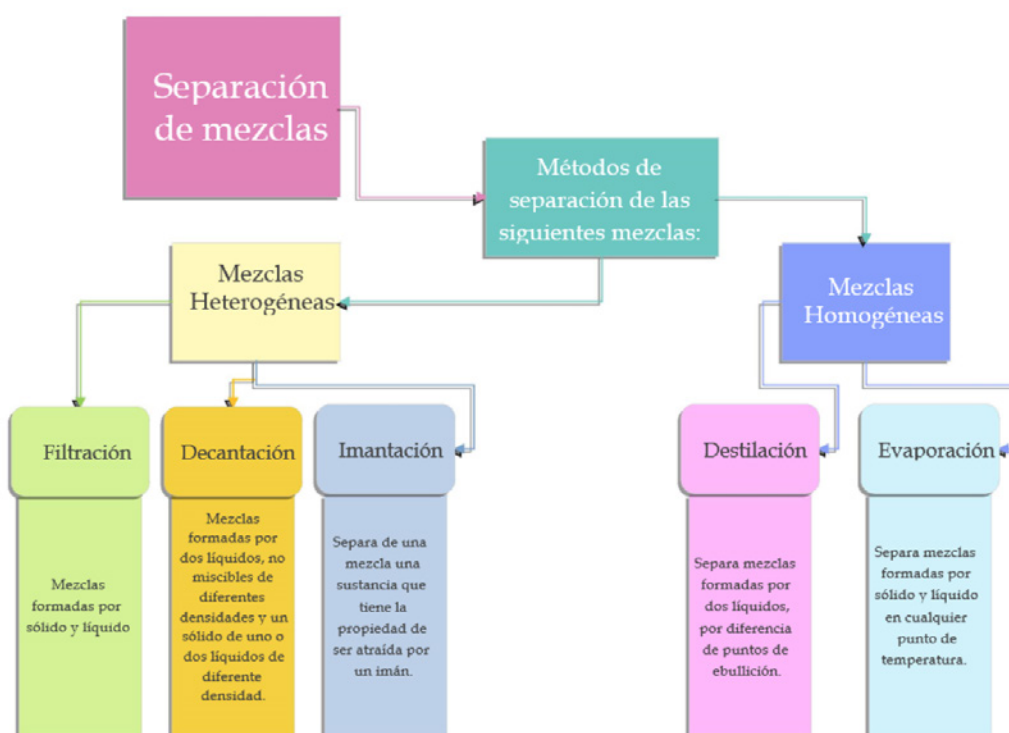 Separación
de mezclas
Métodos de
separación de las
siguientes mezclas:
Mezclas
Heterogéneas
Mezclas
Homogéneas
Filtración
Decantación
Imantación
Destilación
Evaporación
Mezclas
formadas por
sólido y líquido
Mezclas
formadas por
dos líquidos, no
miscibles de
diferentes
densidades y un
sólido de uno o
dos líquidos de
diferente
densidad.
Separa de una
mezcla una
sustancia que
tiene la
propiedad de
ser atraída por
un imán.
Separa mezclas
formadas por
dos líquidos,
por diferencia
de puntos de
ebullición.
Separa mezclas
formadas por
sólido y líquido
en cualquier
punto de
temperatura.